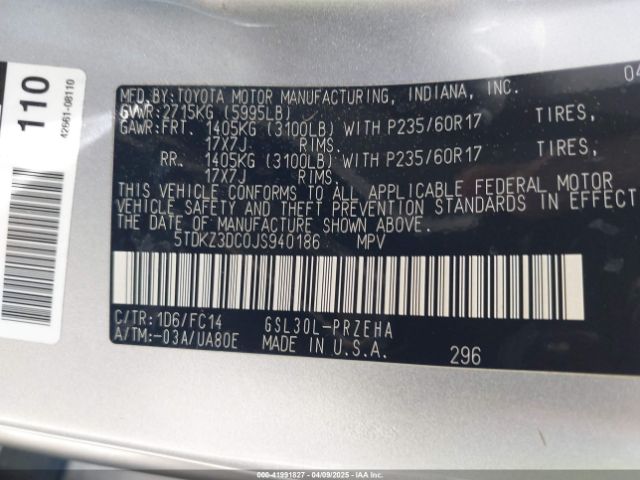 110
42661-08110
04
MFD.BY:TOYOTA MOTOR MANUFACTURING, INDIANA, INC.
GVWR:2715KG (5995LB)
GAWR:FRT. 1405KG (3100LB) WITH P235/60R17 TIRES,
17X7J RIMS.
RR. 1405KG (3100LB) WITH P235/60R17 TIRES,
17X7J RIMS.
THIS VEHICLE CONFORMS TO ALL APPLICABLE FEDERAL MOTOR
VEHICLE SAFETY AND THEFT PREVENTION STANDARDS IN EFFECT
THE DATE OF MANUFACTURE SHOWN ABOVE.
5TDKZ3DC0JS940186 MPV
C/TR:1D6/FC14 GSL30L-PRZEHA
A/TM:-03A/UA80E MADE IN U.S.A. 296
000-41991827 - 04/09/2025 - IAA Inc.